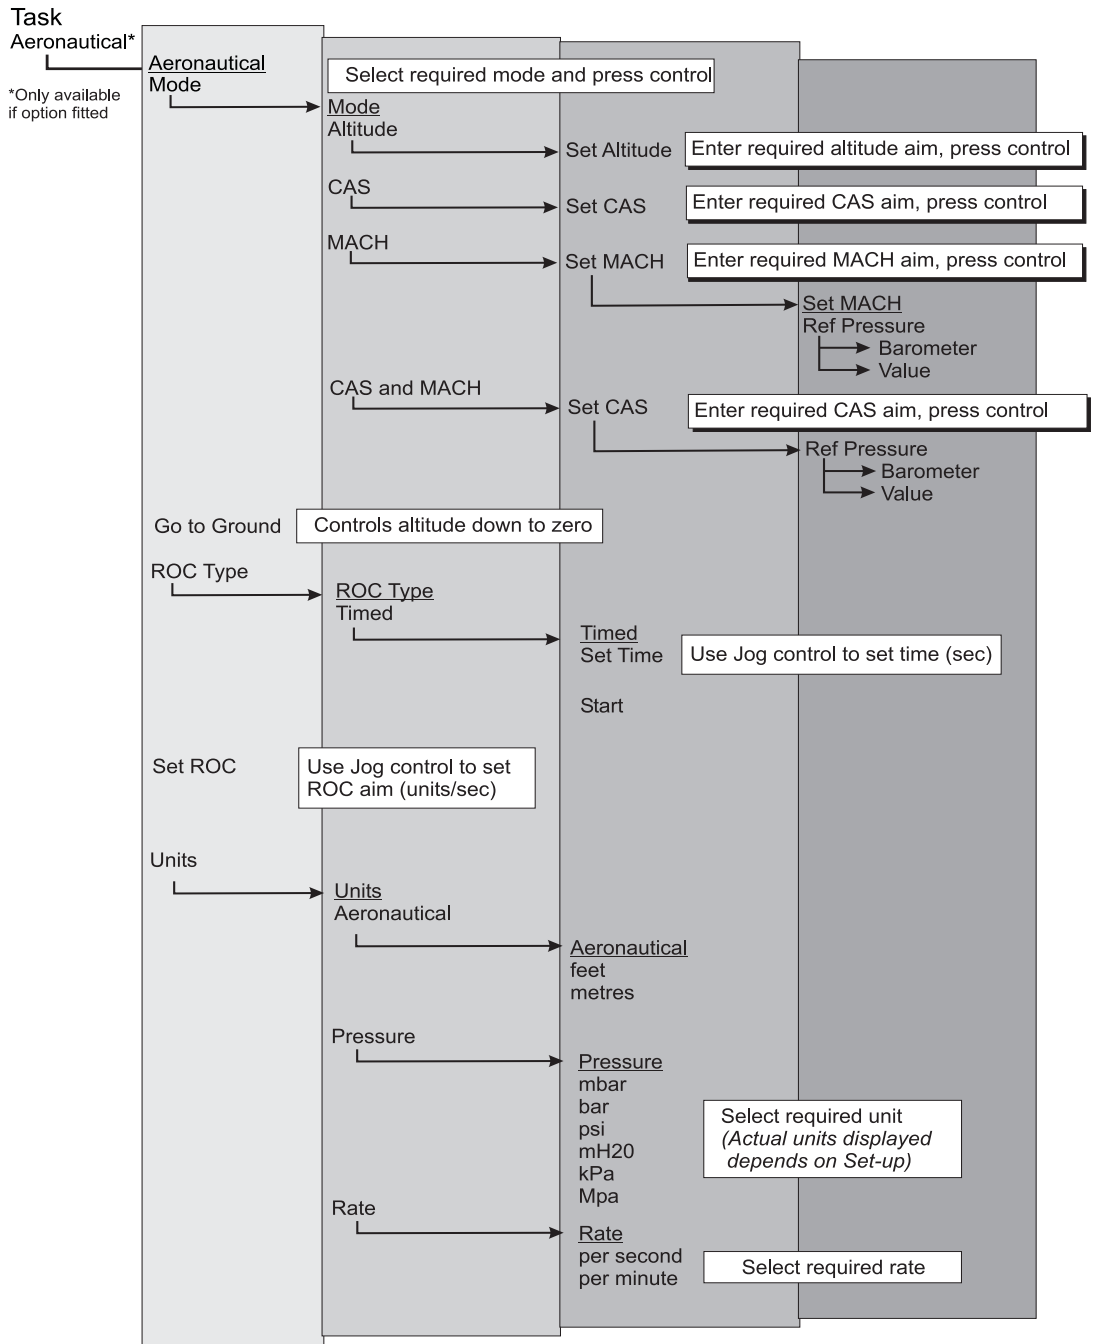 Task
Aeronautical*
*Only available
if option fitted
Aeronautical
Mode
Select required mode and press control
Mode
Altitude
Set Altitude
Enter required altitude aim, press control
CAS
Set CAS
Enter required CAS aim, press control
MACH
Set MACH
Enter required MACH aim, press control
Set MACH
Ref Pressure
Barometer
Value
CAS and MACH
Set CAS
Enter required CAS aim, press control
Ref Pressure
Barometer
Value
Go to Ground
Controls altitude down to zero
ROC Type
ROC Type
Timed
Timed
Set Time
Use Jog control to set time (sec)
Start
Set ROC
Use Jog control to set
ROC aim (units/sec)
Units
Units
Aeronautical
Aeronautical
feet
metres
Pressure
Pressure
mbar
bar
psi
mH20
kPa
Mpa
Select required unit
(Actual units displayed
depends on Set-up)
Rate
Rate
per second
per minute
Select required rate